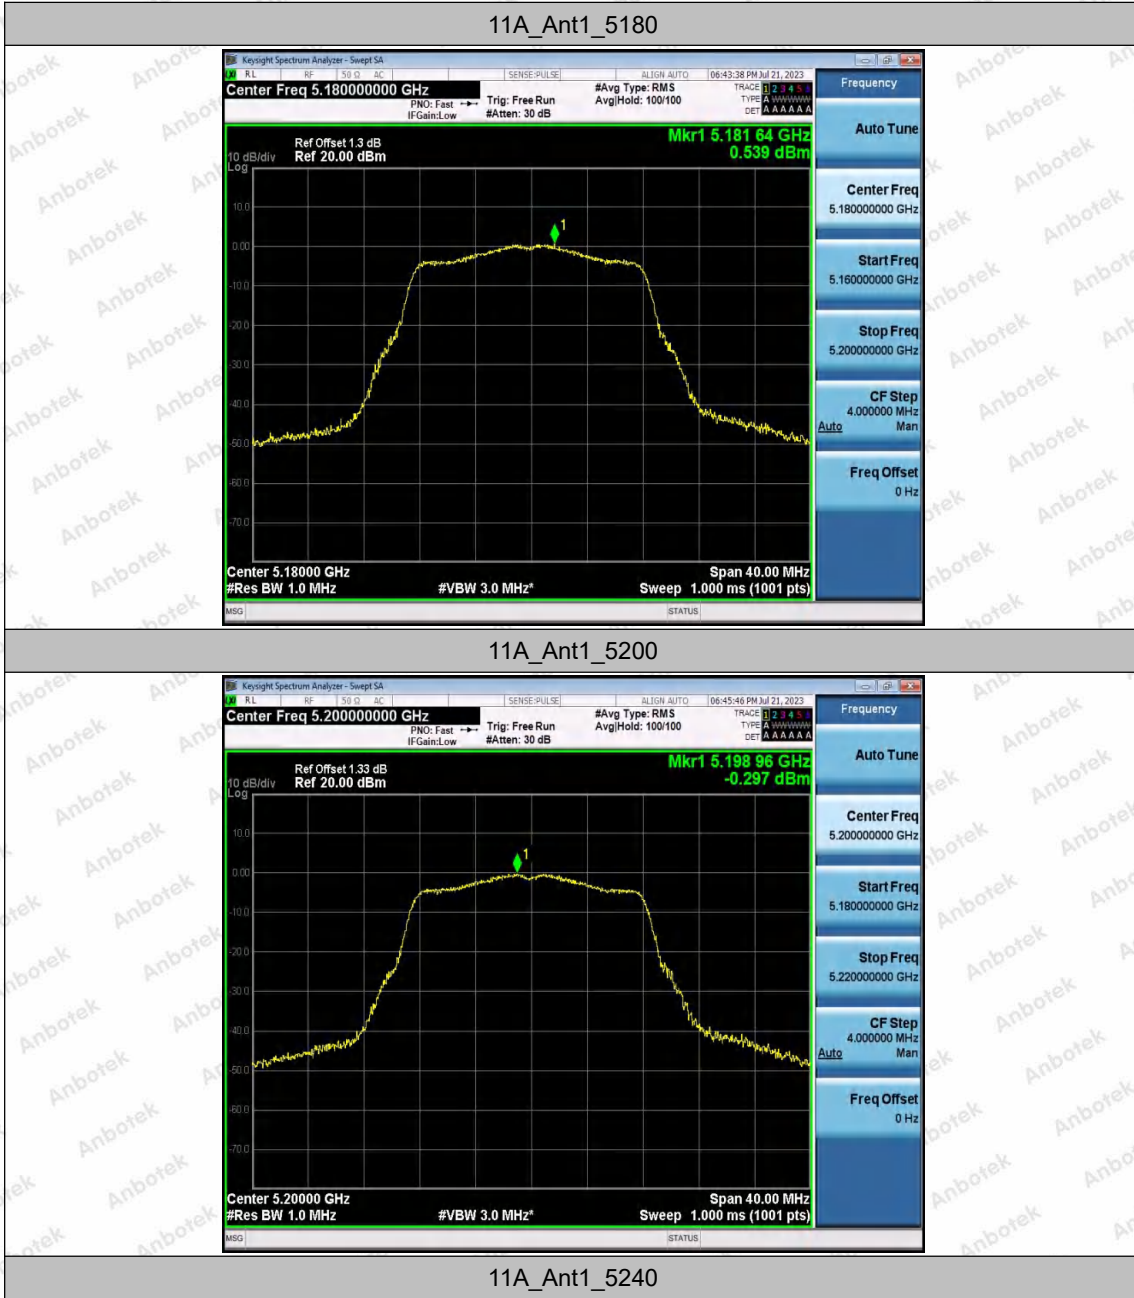 11A_Ant1_5180
Keysight Spectrum Analyzer - Swept SA
RL RF 50 Ω AC SENSE:PULSE ALIGN AUTO 06:43:38 PM Jul 21, 2023
Center Freq 5.180000000 GHz
PNO: Fast
IFGain:Low
Trig: Free Run
#Atten: 30 dB
#Avg Type: RMS
Avg|Hold: 100/100
TRACE 1 2 3 4 5
TYPE A WWWWW
DET A A A A A A
Frequency
Auto Tune
Center Freq
5.180000000 GHz
Start Freq
5.160000000 GHz
Stop Freq
5.200000000 GHz
CF Step
4.000000 MHz
Auto Man
Freq Offset
0 Hz
Mkr1 5.181 64 GHz
0.539 dBm
Ref Offset 1.3 dB
10 dB/div Ref 20.00 dBm
Log
10.0
1
0.00
-10.0
-20.0
-30.0
-40.0
-50.0
-60.0
-70.0
Center 5.18000 GHz Span 40.00 MHz
#Res BW 1.0 MHz #VBW 3.0 MHz* Sweep 1.000 ms (1001 pts)
MSG STATUS
11A_Ant1_5200
Keysight Spectrum Analyzer - Swept SA
RL RF 50 Ω AC SENSE:PULSE ALIGN AUTO 06:45:46 PM Jul 21, 2023
Center Freq 5.200000000 GHz
PNO: Fast
IFGain:Low
Trig: Free Run
#Atten: 30 dB
#Avg Type: RMS
Avg|Hold: 100/100
TRACE 1 2 3 4 5
TYPE A WWWWW
DET A A A A A A
Frequency
Auto Tune
Center Freq
5.200000000 GHz
Start Freq
5.180000000 GHz
Stop Freq
5.220000000 GHz
CF Step
4.000000 MHz
Auto Man
Freq Offset
0 Hz
Mkr1 5.198 96 GHz
-0.297 dBm
Ref Offset 1.33 dB
10 dB/div Ref 20.00 dBm
Log
10.0
1
0.00
-10.0
-20.0
-30.0
-40.0
-50.0
-60.0
-70.0
Center 5.20000 GHz Span 40.00 MHz
#Res BW 1.0 MHz #VBW 3.0 MHz* Sweep 1.000 ms (1001 pts)
MSG STATUS
11A_Ant1_5240
Anbotek